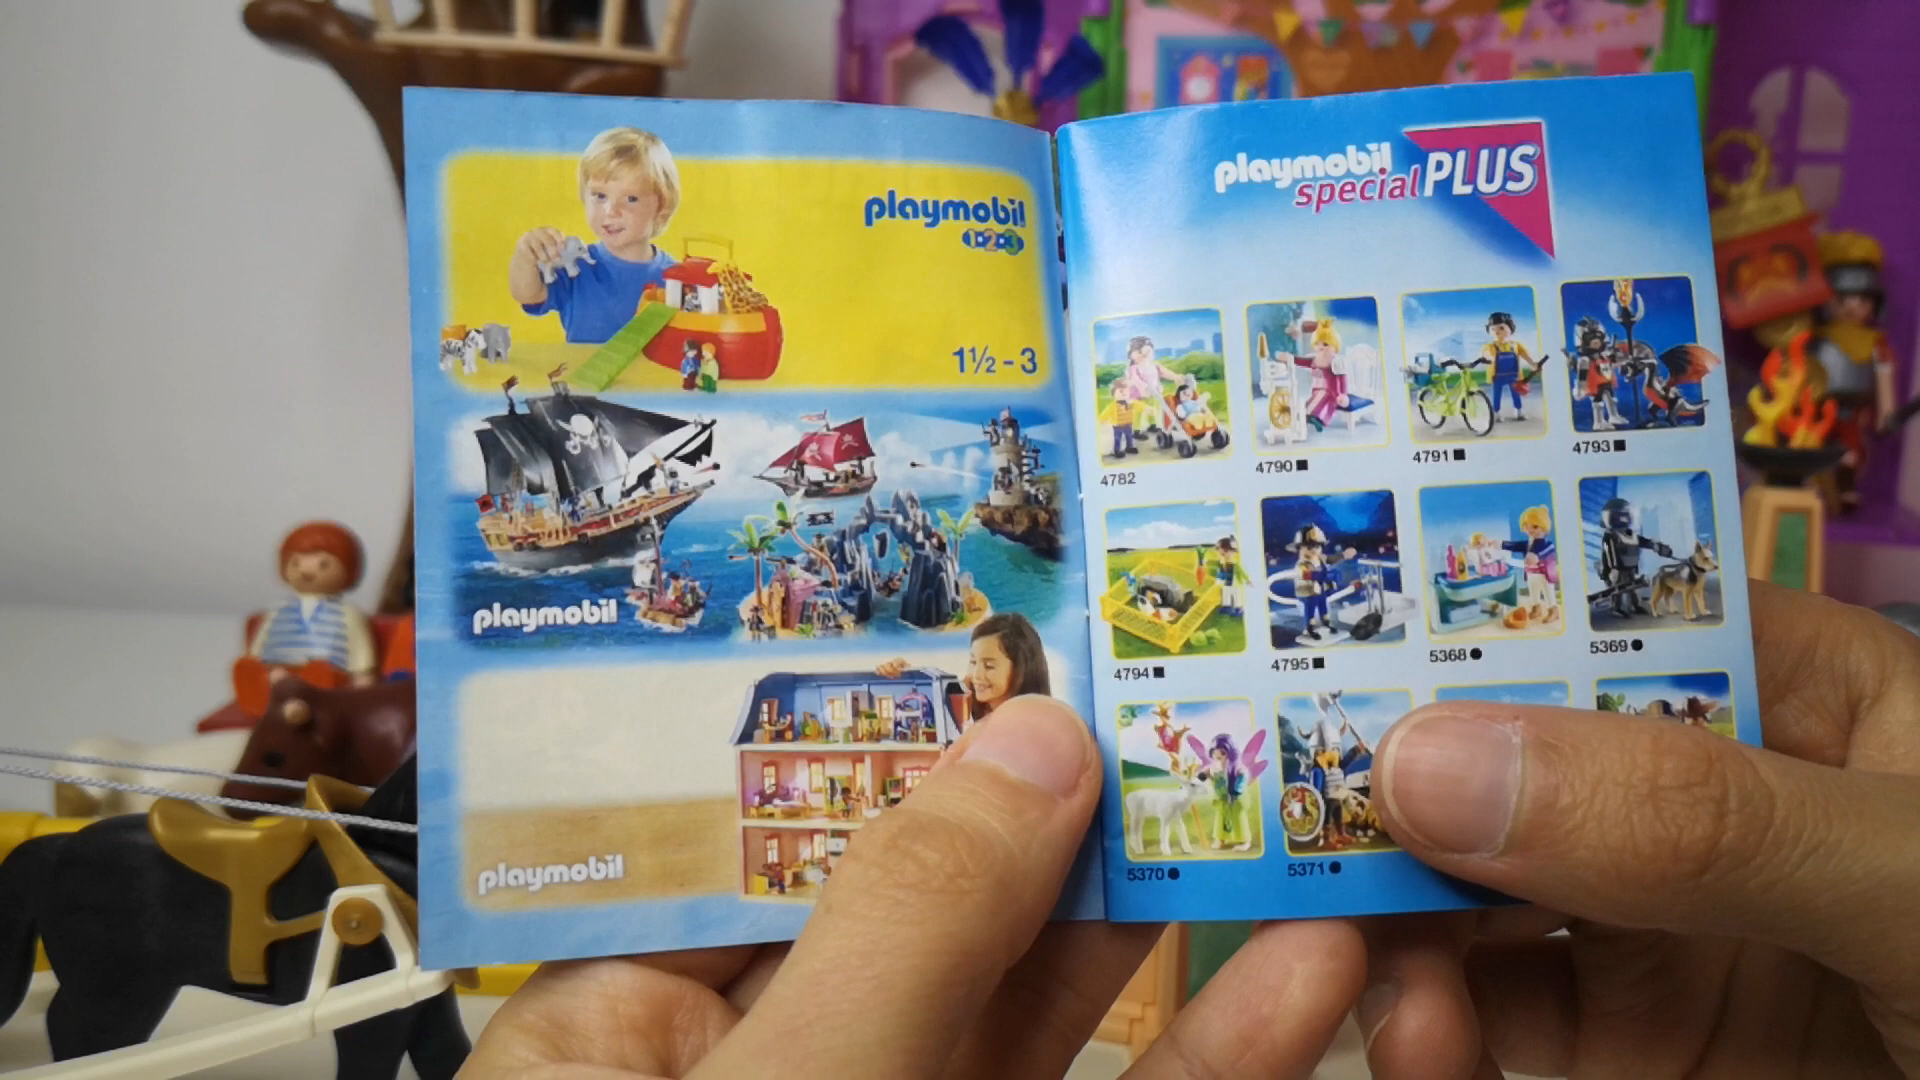 playmobil
1·2·3
1½ - 3
playmobil
playmobil
playmobil
special PLUS
4782
4790 ■
4791 ■
4793 ■
4794 ■
4795 ■
5368 ●
5369 ●
5370 ●
5371 ●